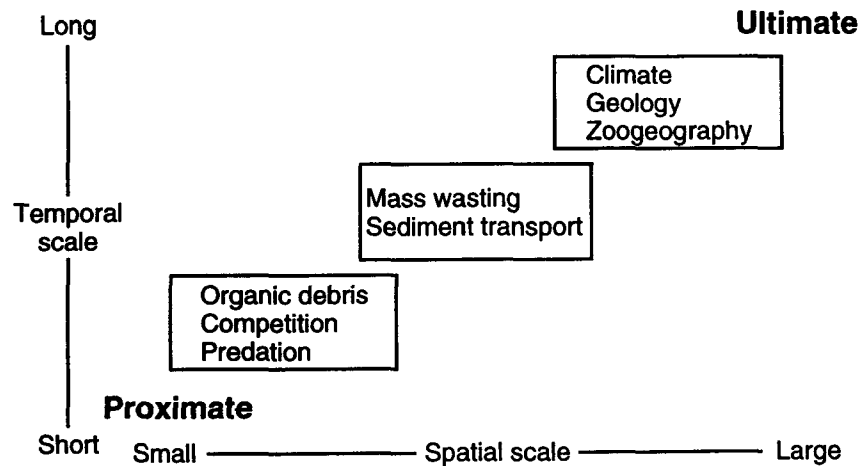 Long
Ultimate
Climate
Geology
Zoogeography
Mass wasting
Sediment transport
Temporal
scale
Organic debris
Competition
Predation
Proximate
Short
Small
Spatial scale
Large